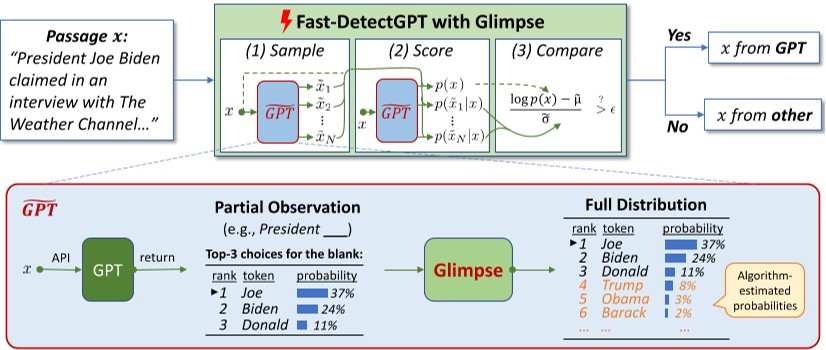 Passage x:
"President Joe Biden
claimed in an
interview with The
Weather Channel…"
Fast-DetectGPT with Glimpse
(1) Sample
x
G͠PT
x̃₁
x̃₂
⋮
x̃N
(2) Score
x
G͠PT
p(x)
p(x̃₁|x)
⋮
p(x̃N|x)
(3) Compare
log p(x) − μ̃
σ̃
?
> ϵ
Yes
x from GPT
No
x from other
G͠PT
x
API
GPT
return
Partial Observation
(e.g., President ___)
Top-3 choices for the blank:
rank token probability
▸1 Joe 37%
2 Biden 24%
3 Donald 11%
Glimpse
Full Distribution
rank token probability
▸1 Joe 37%
2 Biden 24%
3 Donald 11%
4 Trump 8%
5 Obama 3%
6 Barack 2%
... ... ...
Algorithm-
estimated
probabilities